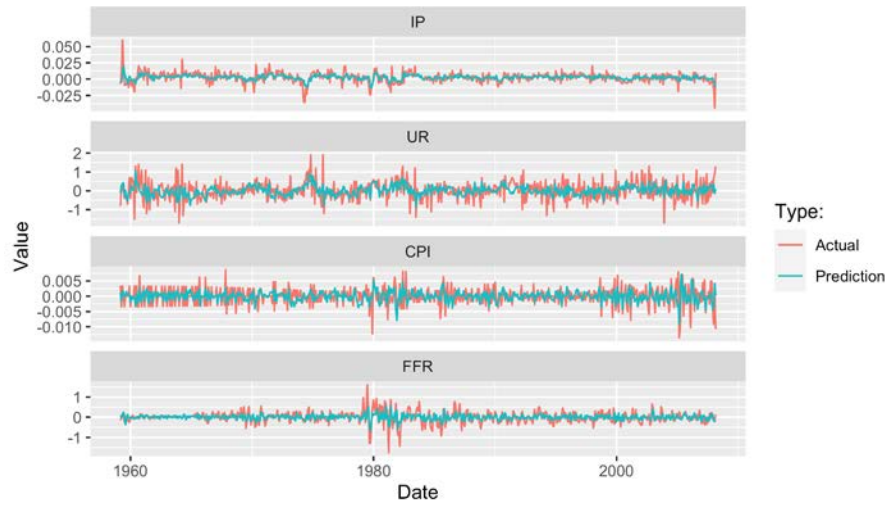 IP
0.050
0.025
0.000
-0.025
UR
2
1
0
-1
CPI
0.005
0.000
-0.005
-0.010
FFR
1
0
-1
1960 1980 2000
Date
Value
Type:
Actual
Prediction